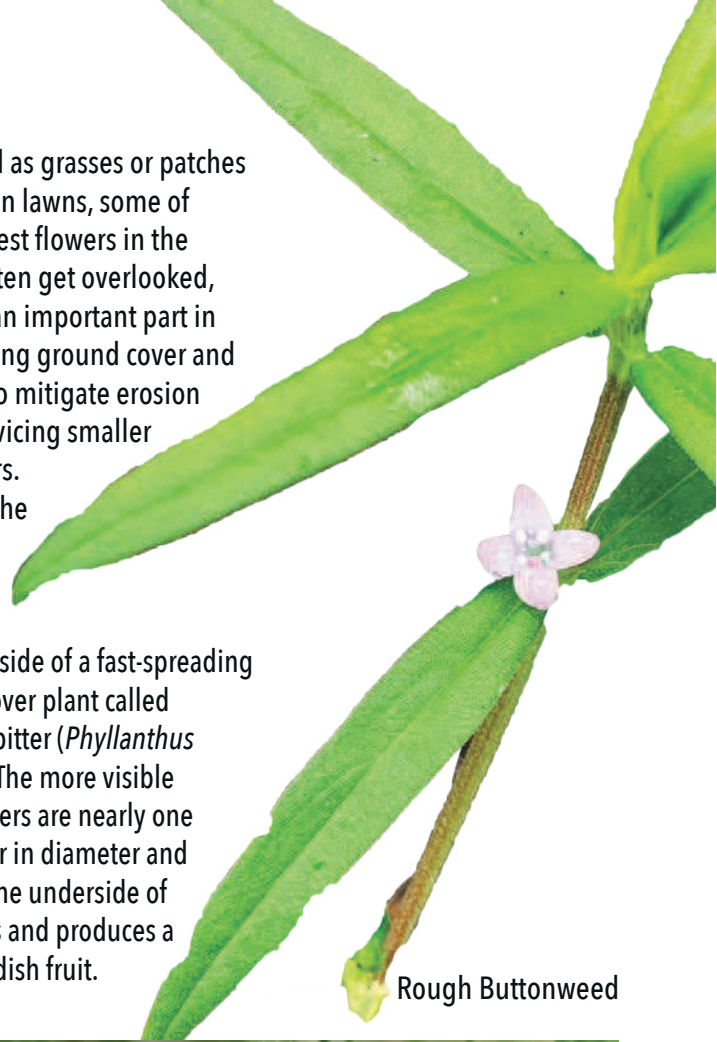 as grasses or patches
n lawns, some of
est flowers in the
ten get overlooked,
an important part in
ng ground cover and
o mitigate erosion
vicing smaller
rs.
he
side of a fast-spreading
over plant called
bitter (Phyllanthus
The more visible
ers are nearly one
r in diameter and
he underside of
s and produces a
dish fruit.
Rough Buttonweed